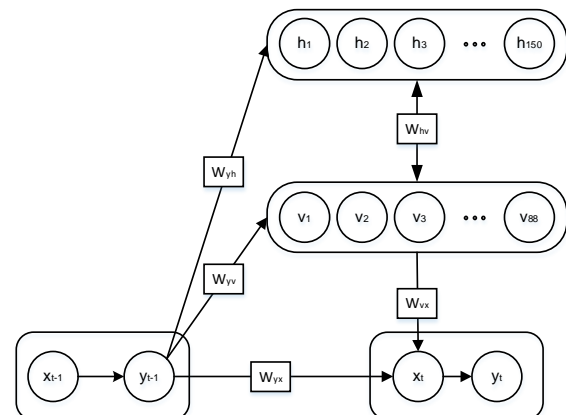 h1 h2 h3 ••• h150
Whv
Wyh
v1 v2 v3 ••• v88
Wyv
Wvx
xt-1 yt-1 Wyx xt yt